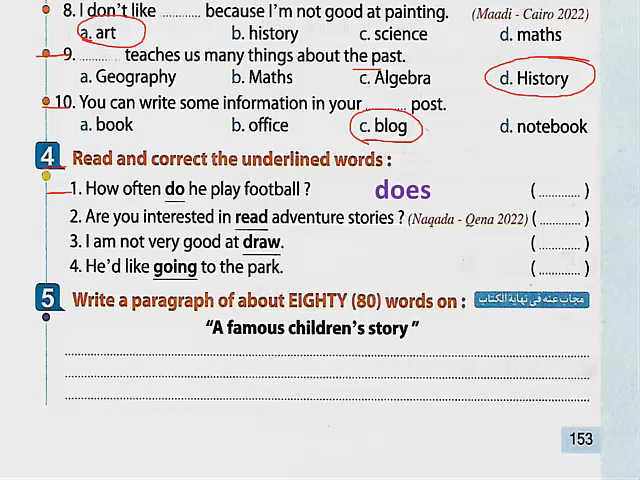 8. I don't like ........... because I'm not good at painting. (Maadi - Cairo 2022)
a. art b. history c. science d. maths
9. ........... teaches us many things about the past.
a. Geography b. Maths c. Algebra d. History
10. You can write some information in your ........... post.
a. book b. office c. blog d. notebook
4 Read and correct the underlined words :
1. How often do he play football ? does (...........)
2. Are you interested in read adventure stories ? (Naqada - Qena 2022) (...........)
3. I am not very good at draw. (...........)
4. He'd like going to the park. (...........)
5 Write a paragraph of about EIGHTY (80) words on : مجاب عنه في نهاية الكتاب
"A famous children's story"
153